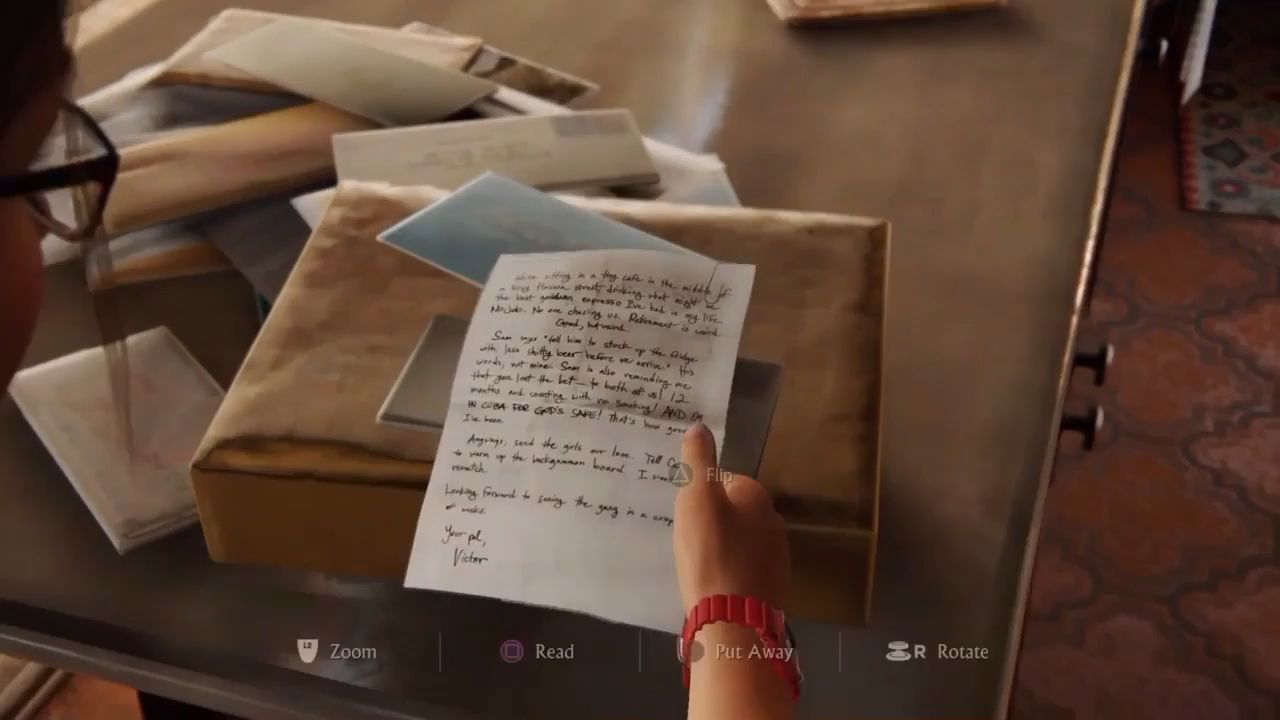 We're sitting in a tiny cafe in the middle of
a busy Havana street, drinking what might be
the best goddamn espresso I've had in my life.
No jobs. No one chasing us. Retirement is weird.
Good, but weird.
Sam says "tell him to stock up the fridge
with less shitty beer before we arrive." His
words, not mine. Sam is also reminding me
that you lost the bet — to both of us! 12
months and counting with no smoking! AND I'M
IN CUBA FOR GOD'S SAKE! That's how good
I've been.
Anyways, send the girls our love. Tell
to warm up the backgammon board. I
rematch.
Looking forward to seeing the gang in a
of weeks.
Your pal,
Victor
Flip
L2 Zoom
Read
Put Away
R Rotate